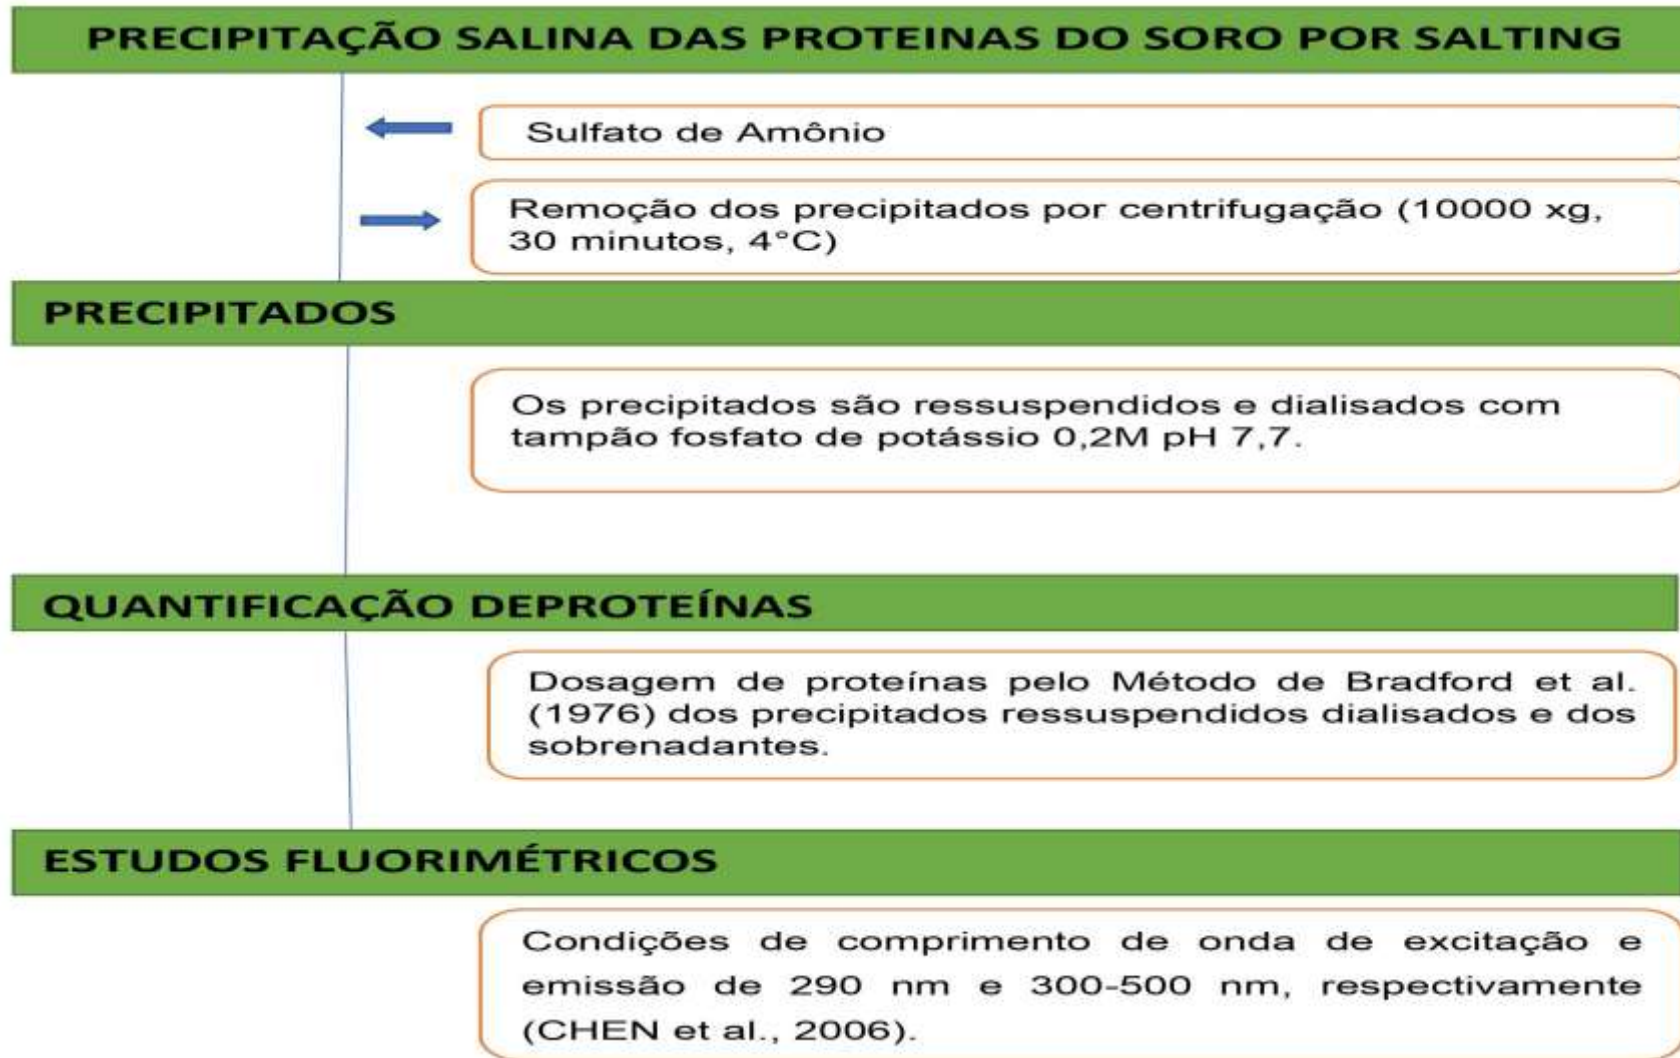 PRECIPITAÇÃO SALINA DAS PROTEINAS DO SORO POR SALTING
Sulfato de Amônio
Remoção dos precipitados por centrifugação (10000 xg,
30 minutos, 4°C)
PRECIPITADOS
Os precipitados são ressuspendidos e dialisados com
tampão fosfato de potássio 0,2M pH 7,7.
QUANTIFICAÇÃO DEPROTEÍNAS
Dosagem de proteínas pelo Método de Bradford et al.
(1976) dos precipitados ressuspendidos dialisados e dos
sobrenadantes.
ESTUDOS FLUORIMÉTRICOS
Condições de comprimento de onda de excitação e
emissão de 290 nm e 300-500 nm, respectivamente
(CHEN et al., 2006).